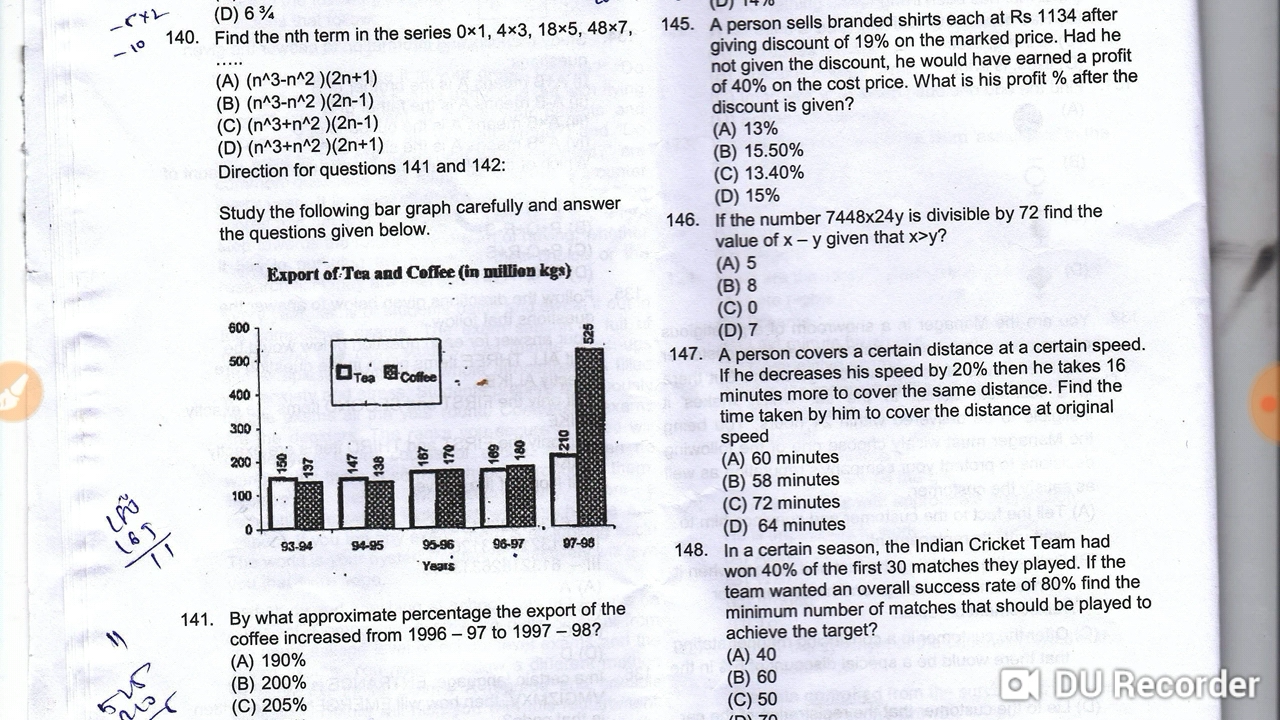 (D) 6 ¾
140. Find the nth term in the series 0×1, 4×3, 18×5, 48×7,
.....
(A) (n^3-n^2 )(2n+1)
(B) (n^3-n^2 )(2n-1)
(C) (n^3+n^2 )(2n-1)
(D) (n^3+n^2 )(2n+1)
Direction for questions 141 and 142:
Study the following bar graph carefully and answer
the questions given below.
Export of Tea and Coffee (in million kgs)
600
500
400
300
200
100
0
Tea Coffee
150 137 147 138 167 170 169 180 210 525
93-94 94-95 95-96 96-97 97-98
Years
141. By what approximate percentage the export of the
coffee increased from 1996 – 97 to 1997 – 98?
(A) 190%
(B) 200%
(C) 205%
(D) 14%
145. A person sells branded shirts each at Rs 1134 after
giving discount of 19% on the marked price. Had he
not given the discount, he would have earned a profit
of 40% on the cost price. What is his profit % after the
discount is given?
(A) 13%
(B) 15.50%
(C) 13.40%
(D) 15%
146. If the number 7448x24y is divisible by 72 find the
value of x – y given that x>y?
(A) 5
(B) 8
(C) 0
(D) 7
147. A person covers a certain distance at a certain speed.
If he decreases his speed by 20% then he takes 16
minutes more to cover the same distance. Find the
time taken by him to cover the distance at original
speed
(A) 60 minutes
(B) 58 minutes
(C) 72 minutes
(D) 64 minutes
148. In a certain season, the Indian Cricket Team had
won 40% of the first 30 matches they played. If the
team wanted an overall success rate of 80% find the
minimum number of matches that should be played to
achieve the target?
(A) 40
(B) 60
(C) 50
(D) 70
DU Recorder